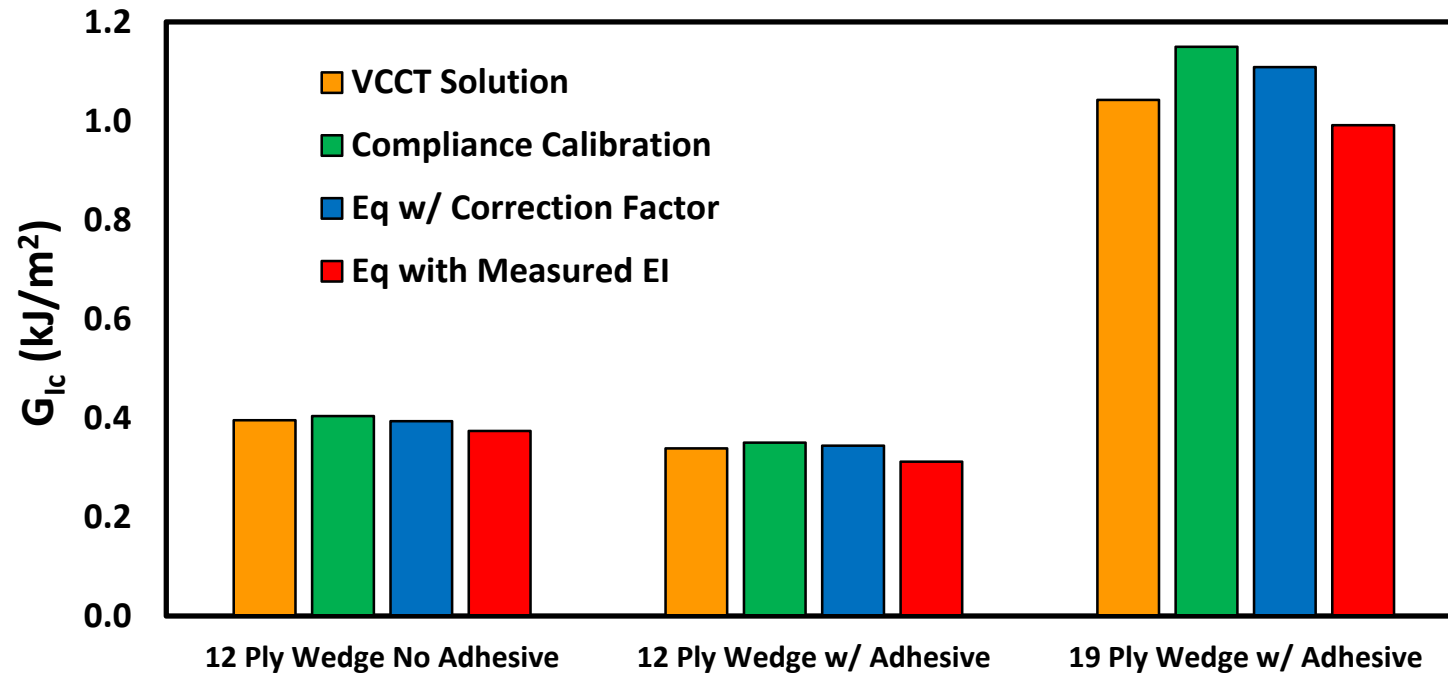 1.2
1.0
0.8
0.6
0.4
0.2
0.0
G_Ic (kJ/m²)
VCCT Solution
Compliance Calibration
Eq w/ Correction Factor
Eq with Measured EI
12 Ply Wedge No Adhesive
12 Ply Wedge w/ Adhesive
19 Ply Wedge w/ Adhesive